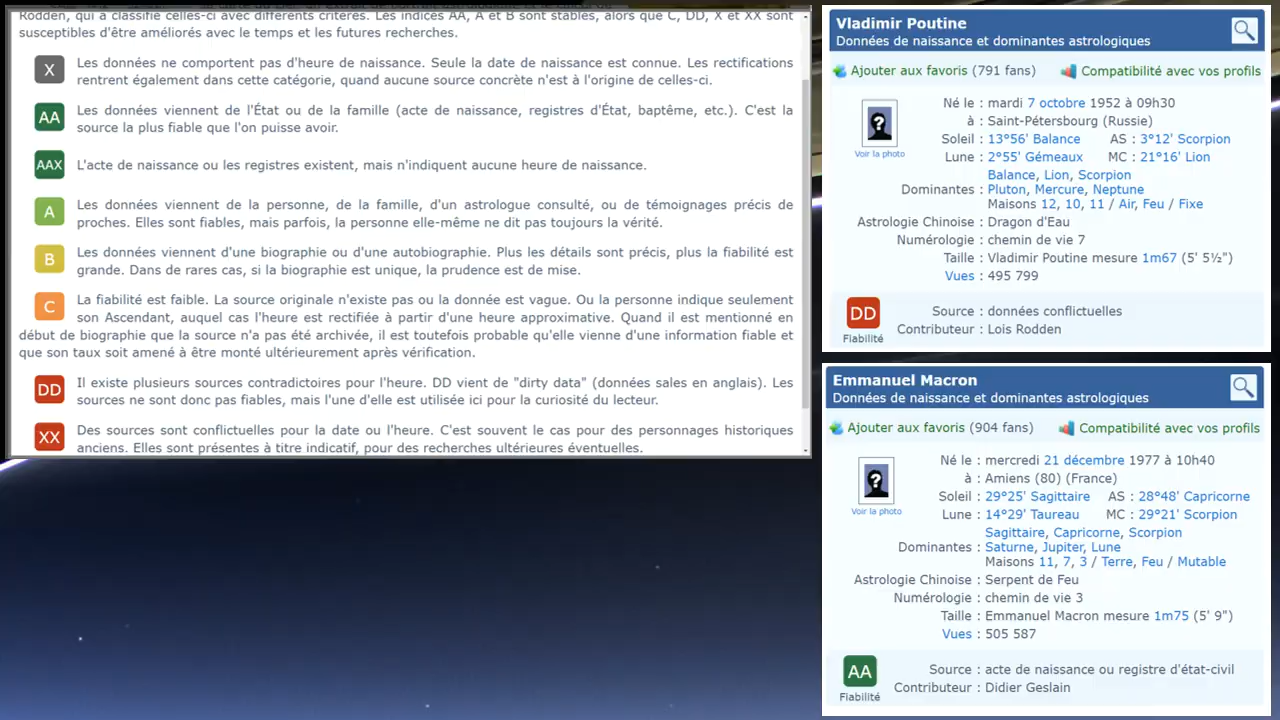 Rodden, qui a classifié celles-ci avec différents critères. Les indices AA, A et B sont stables, alors que C, DD, X et XX sont
susceptibles d'être améliorés avec le temps et les futures recherches.
X
Les données ne comportent pas d'heure de naissance. Seule la date de naissance est connue. Les rectifications
rentrent également dans cette catégorie, quand aucune source concrète n'est à l'origine de celles-ci.
AA
Les données viennent de l'État ou de la famille (acte de naissance, registres d'État, baptême, etc.). C'est la
source la plus fiable que l'on puisse avoir.
AAX
L'acte de naissance ou les registres existent, mais n'indiquent aucune heure de naissance.
A
Les données viennent de la personne, de la famille, d'un astrologue consulté, ou de témoignages précis de
proches. Elles sont fiables, mais parfois, la personne elle-même ne dit pas toujours la vérité.
B
Les données viennent d'une biographie ou d'une autobiographie. Plus les détails sont précis, plus la fiabilité est
grande. Dans de rares cas, si la biographie est unique, la prudence est de mise.
C
La fiabilité est faible. La source originale n'existe pas ou la donnée est vague. Ou la personne indique seulement
son Ascendant, auquel cas l'heure est rectifiée à partir d'une heure approximative. Quand il est mentionné en
début de biographie que la source n'a pas été archivée, il est toutefois probable qu'elle vienne d'une information fiable et
que son taux soit amené à être monté ultérieurement après vérification.
DD
Il existe plusieurs sources contradictoires pour l'heure. DD vient de "dirty data" (données sales en anglais). Les
sources ne sont donc pas fiables, mais l'une d'elle est utilisée ici pour la curiosité du lecteur.
XX
Des sources sont conflictuelles pour la date ou l'heure. C'est souvent le cas pour des personnages historiques
anciens. Elles sont présentes à titre indicatif, pour des recherches ultérieures éventuelles.
Vladimir Poutine
Données de naissance et dominantes astrologiques
Ajouter aux favoris (791 fans) Compatibilité avec vos profils
Voir la photo
Né le : mardi 7 octobre 1952 à 09h30
à : Saint-Pétersbourg (Russie)
Soleil : 13°56' Balance AS : 3°12' Scorpion
Lune : 2°55' Gémeaux MC : 21°16' Lion
Balance, Lion, Scorpion
Dominantes : Pluton, Mercure, Neptune
Maisons 12, 10, 11 / Air, Feu / Fixe
Astrologie Chinoise : Dragon d'Eau
Numérologie : chemin de vie 7
Taille : Vladimir Poutine mesure 1m67 (5' 5½")
Vues : 495 799
DD
Fiabilité
Source : données conflictuelles
Contributeur : Lois Rodden
Emmanuel Macron
Données de naissance et dominantes astrologiques
Ajouter aux favoris (904 fans) Compatibilité avec vos profils
Voir la photo
Né le : mercredi 21 décembre 1977 à 10h40
à : Amiens (80) (France)
Soleil : 29°25' Sagittaire AS : 28°48' Capricorne
Lune : 14°29' Taureau MC : 29°21' Scorpion
Sagittaire, Capricorne, Scorpion
Dominantes : Saturne, Jupiter, Lune
Maisons 11, 7, 3 / Terre, Feu / Mutable
Astrologie Chinoise : Serpent de Feu
Numérologie : chemin de vie 3
Taille : Emmanuel Macron mesure 1m75 (5' 9")
Vues : 505 587
AA
Fiabilité
Source : acte de naissance ou registre d'état-civil
Contributeur : Didier Geslain